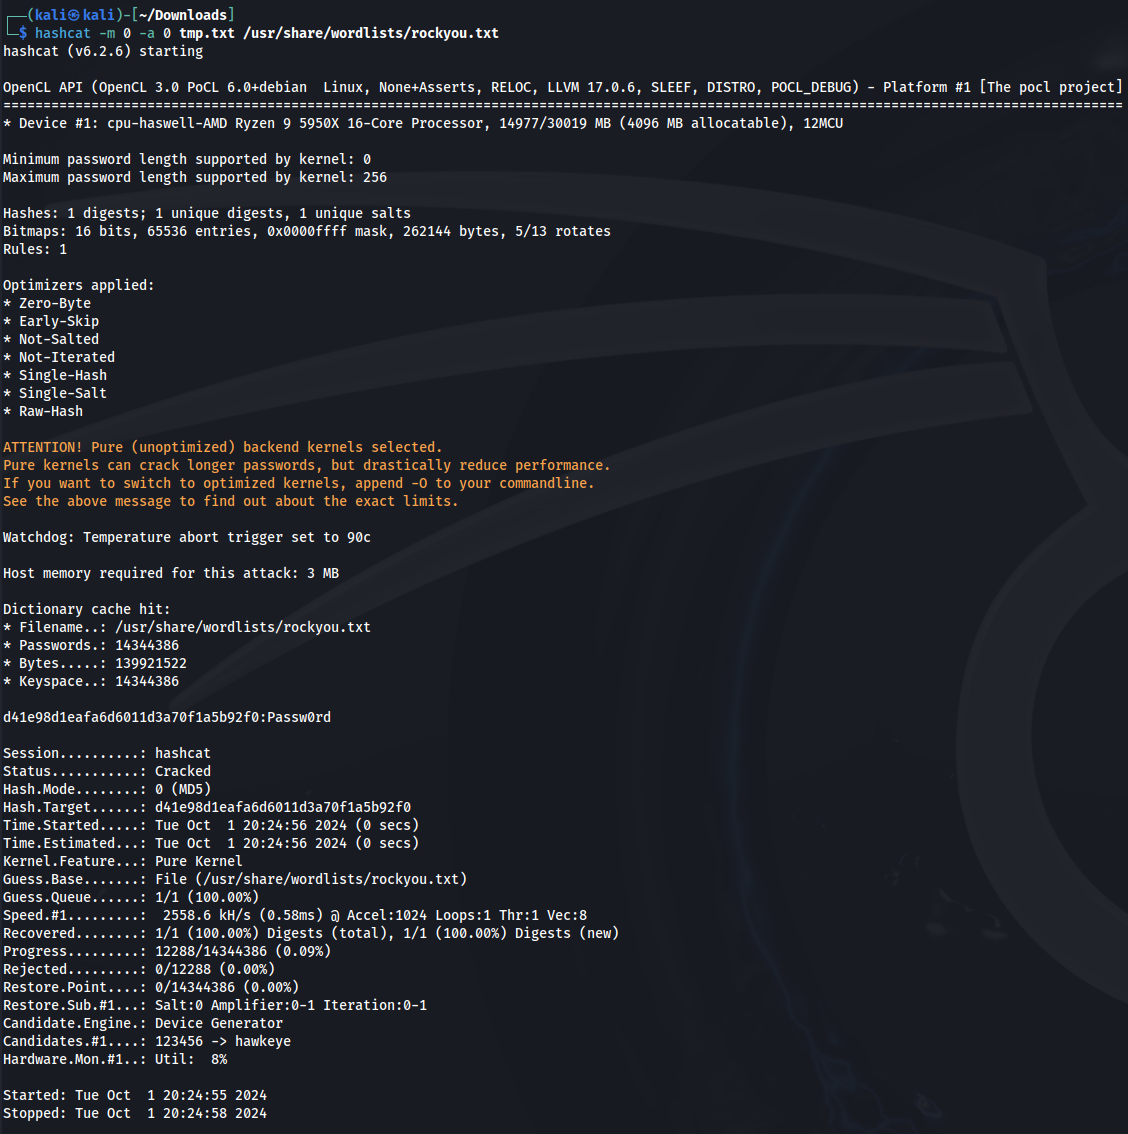 ┌──(kali㉿kali)-[~/Downloads]
└─$ hashcat -m 0 -a 0 tmp.txt /usr/share/wordlists/rockyou.txt
hashcat (v6.2.6) starting

OpenCL API (OpenCL 3.0 PoCL 6.0+debian  Linux, None+Asserts, RELOC, LLVM 17.0.6, SLEEF, DISTRO, POCL_DEBUG) - Platform #1 [The pocl project]
============================================================================================================================================
* Device #1: cpu-haswell-AMD Ryzen 9 5950X 16-Core Processor, 14977/30019 MB (4096 MB allocatable), 12MCU

Minimum password length supported by kernel: 0
Maximum password length supported by kernel: 256

Hashes: 1 digests; 1 unique digests, 1 unique salts
Bitmaps: 16 bits, 65536 entries, 0x0000ffff mask, 262144 bytes, 5/13 rotates
Rules: 1

Optimizers applied:
* Zero-Byte
* Early-Skip
* Not-Salted
* Not-Iterated
* Single-Hash
* Single-Salt
* Raw-Hash

ATTENTION! Pure (unoptimized) backend kernels selected.
Pure kernels can crack longer passwords, but drastically reduce performance.
If you want to switch to optimized kernels, append -O to your commandline.
See the above message to find out about the exact limits.

Watchdog: Temperature abort trigger set to 90c

Host memory required for this attack: 3 MB

Dictionary cache hit:
* Filename..: /usr/share/wordlists/rockyou.txt
* Passwords.: 14344386
* Bytes.....: 139921522
* Keyspace..: 14344386

d41e98d1eafa6d6011d3a70f1a5b92f0:Passw0rd

Session..........: hashcat
Status...........: Cracked
Hash.Mode........: 0 (MD5)
Hash.Target......: d41e98d1eafa6d6011d3a70f1a5b92f0
Time.Started.....: Tue Oct  1 20:24:56 2024 (0 secs)
Time.Estimated...: Tue Oct  1 20:24:56 2024 (0 secs)
Kernel.Feature...: Pure Kernel
Guess.Base.......: File (/usr/share/wordlists/rockyou.txt)
Guess.Queue......: 1/1 (100.00%)
Speed.#1.........:  2558.6 kH/s (0.58ms) @ Accel:1024 Loops:1 Thr:1 Vec:8
Recovered........: 1/1 (100.00%) Digests (total), 1/1 (100.00%) Digests (new)
Progress.........: 12288/14344386 (0.09%)
Rejected.........: 0/12288 (0.00%)
Restore.Point....: 0/14344386 (0.00%)
Restore.Sub.#1...: Salt:0 Amplifier:0-1 Iteration:0-1
Candidate.Engine.: Device Generator
Candidates.#1....: 123456 -> hawkeye
Hardware.Mon.#1..: Util:  8%

Started: Tue Oct  1 20:24:55 2024
Stopped: Tue Oct  1 20:24:58 2024